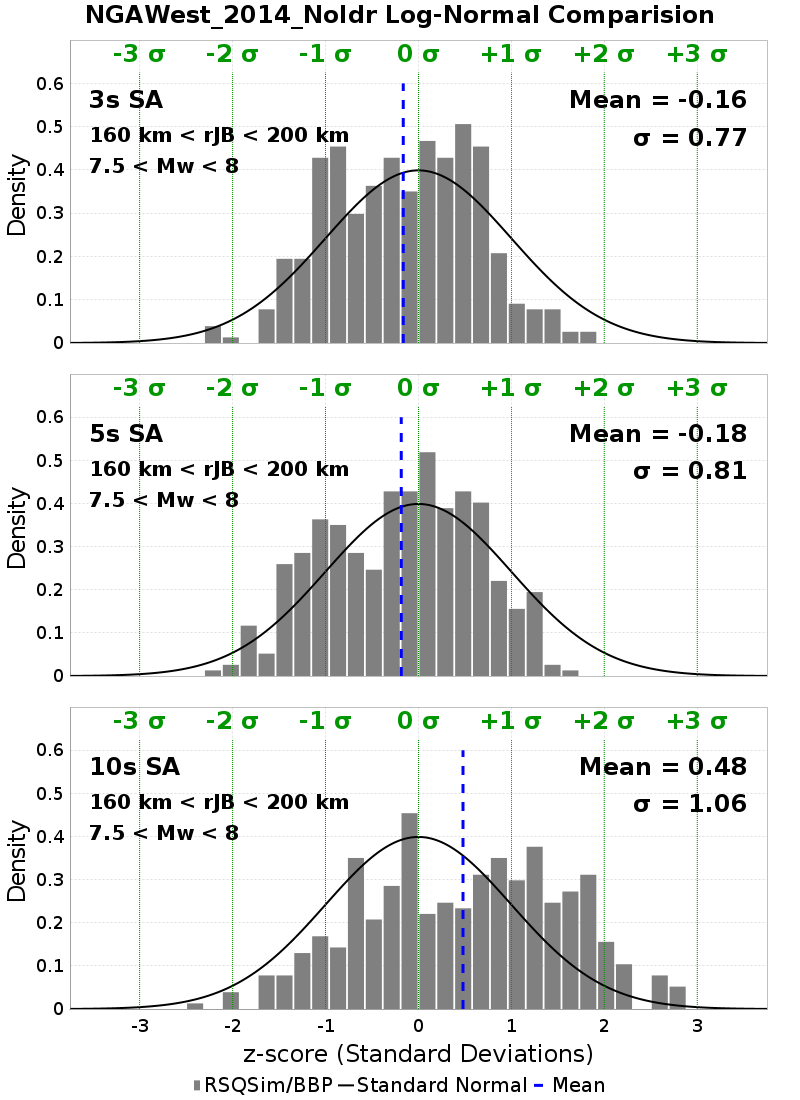 NGAWest_2014_NoIdr Log-Normal Comparision
-3 σ -2 σ -1 σ 0 σ +1 σ +2 σ +3 σ
0.6
3s SA Mean = -0.16
0.5
160 km < rJB < 200 km σ = 0.77
7.5 < Mw < 8
0.4
Density
0.3
0.2
0.1
0
-3 σ -2 σ -1 σ 0 σ +1 σ +2 σ +3 σ
0.6
5s SA Mean = -0.18
0.5
160 km < rJB < 200 km σ = 0.81
7.5 < Mw < 8
0.4
Density
0.3
0.2
0.1
0
-3 σ -2 σ -1 σ 0 σ +1 σ +2 σ +3 σ
0.6
10s SA Mean = 0.48
0.5
160 km < rJB < 200 km σ = 1.06
7.5 < Mw < 8
0.4
Density
0.3
0.2
0.1
0
-3 -2 -1 0 1 2 3
z-score (Standard Deviations)
RSQSim/BBP Standard Normal Mean